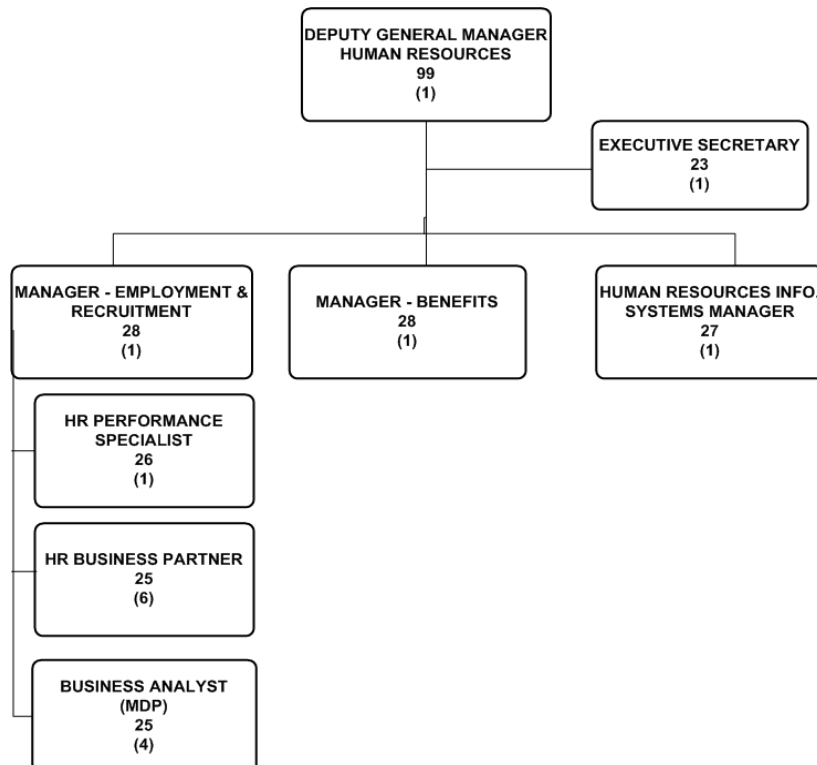 DEPUTY GENERAL MANAGER
HUMAN RESOURCES
99
(1)
EXECUTIVE SECRETARY
23
(1)
MANAGER - EMPLOYMENT &
RECRUITMENT
28
(1)
MANAGER - BENEFITS
28
(1)
HUMAN RESOURCES INFO.
SYSTEMS MANAGER
27
(1)
HR PERFORMANCE
SPECIALIST
26
(1)
HR BUSINESS PARTNER
25
(6)
BUSINESS ANALYST
(MDP)
25
(4)